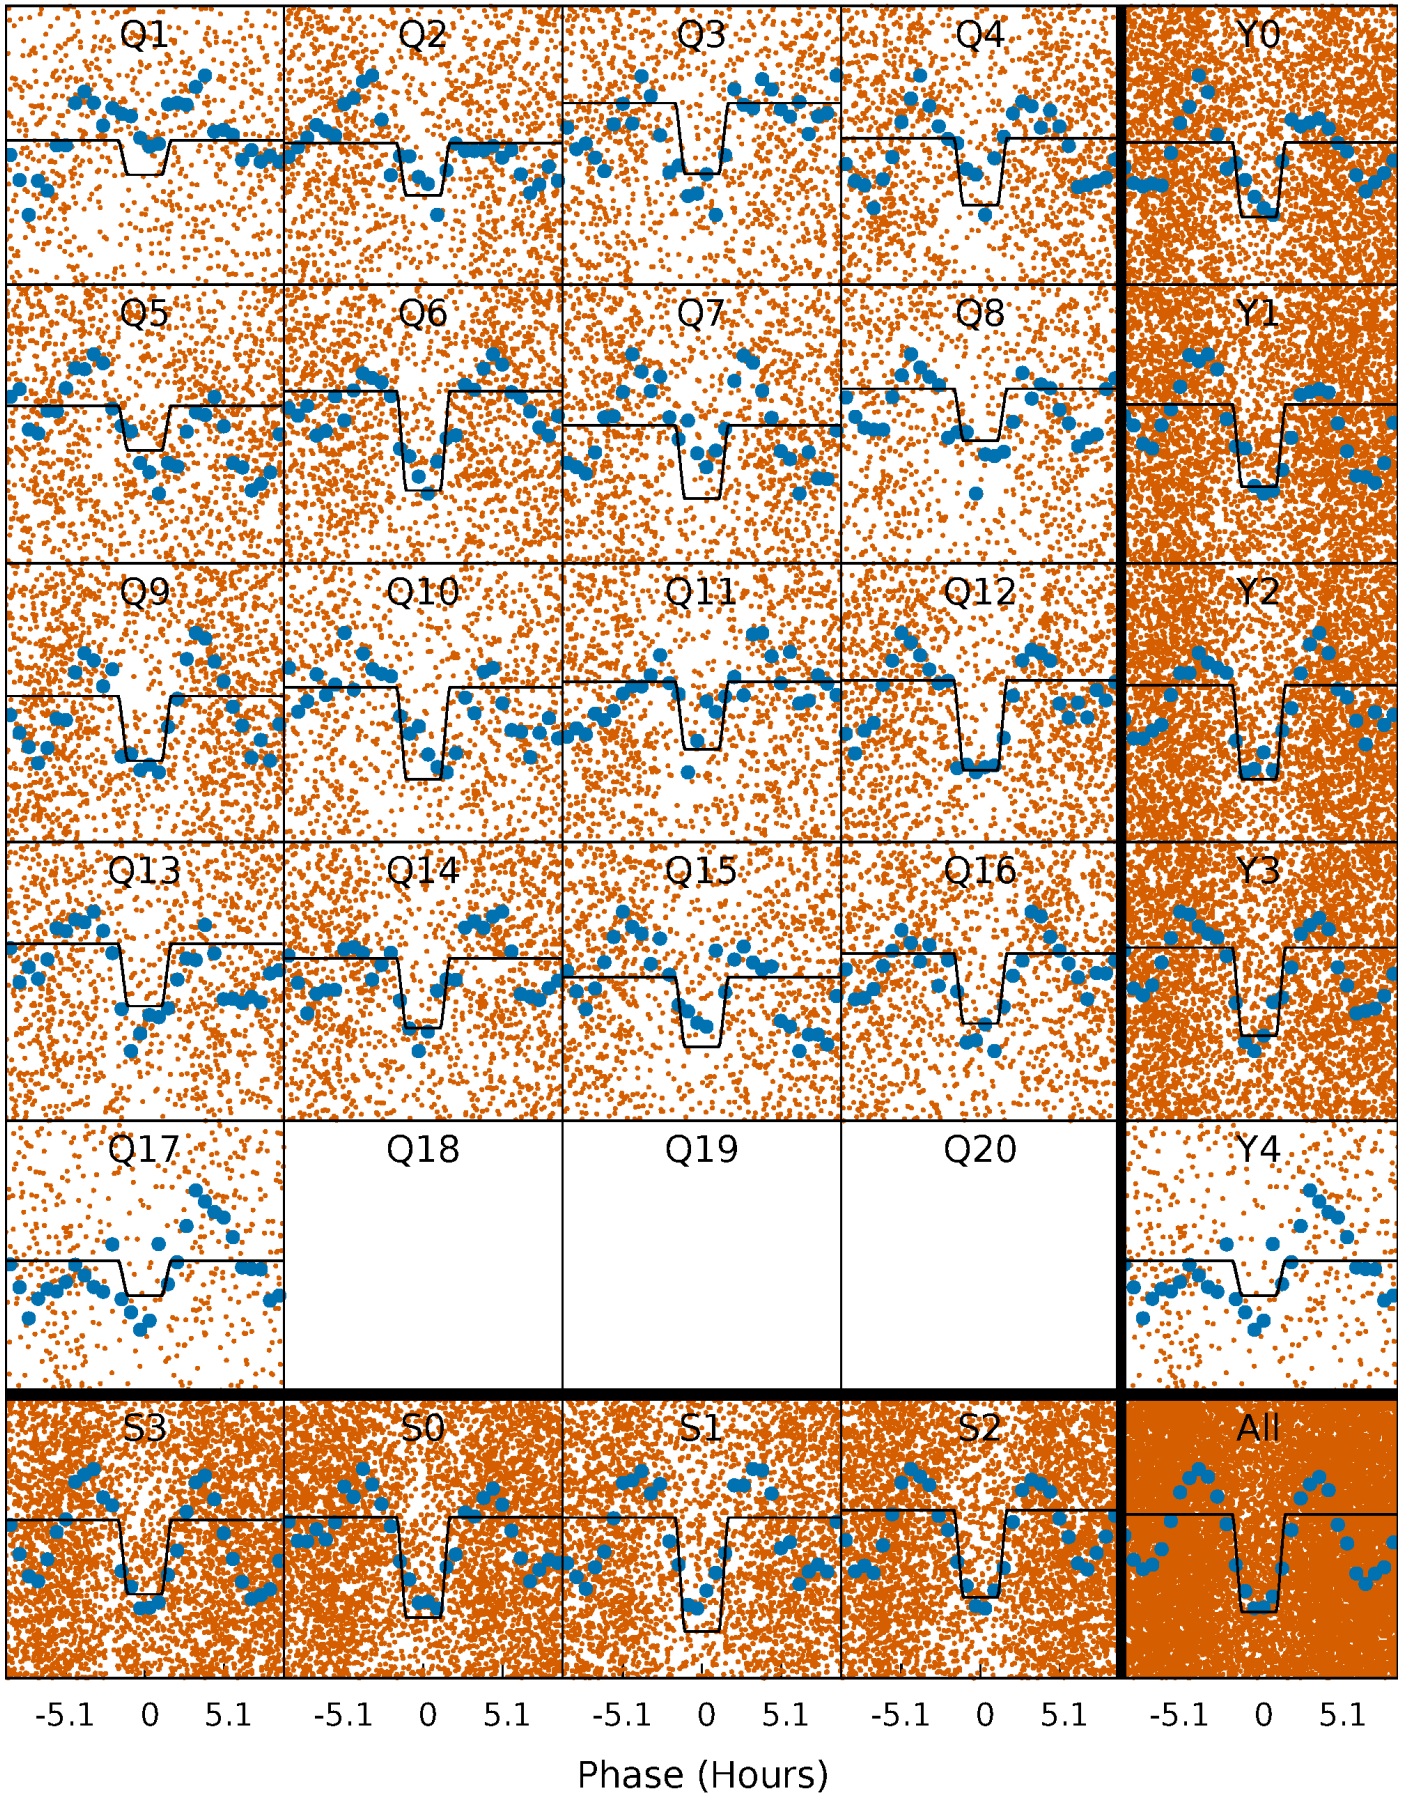 Q1 Q2 Q3 Q4 Y0
Q5 Q6 Q7 Q8 Y1
Q9 Q10 Q11 Q12 Y2
Q13 Q14 Q15 Q16 Y3
Q17 Q18 Q19 Q20 Y4
S3 S0 S1 S2 All
-5.1 0 5.1 -5.1 0 5.1 -5.1 0 5.1 -5.1 0 5.1 -5.1 0 5.1
Phase (Hours)